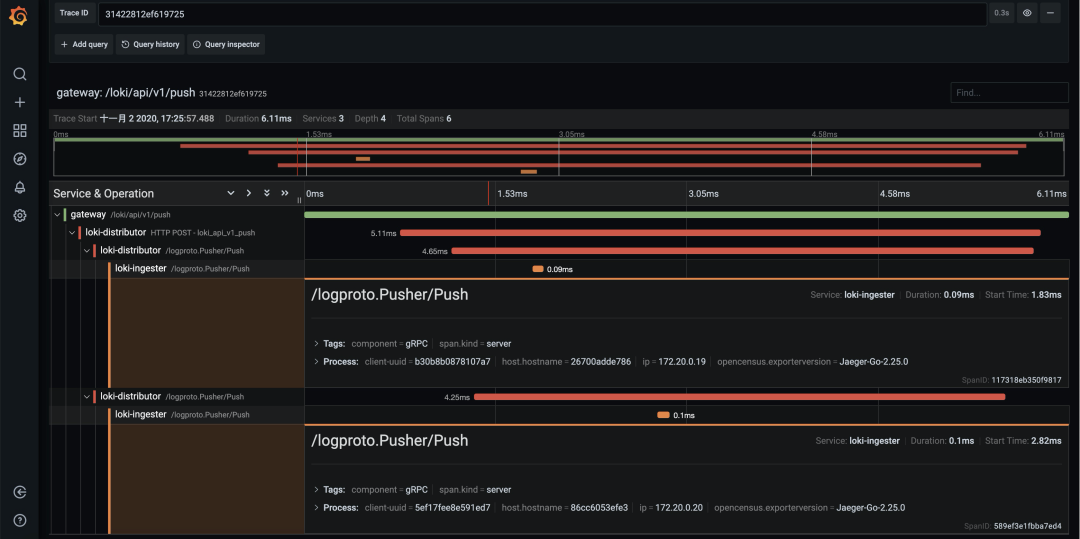 Trace ID 31422812ef619725 0.3s
+ Add query Query history Query inspector
gateway: /loki/api/v1/push 31422812ef619725 Find...
Trace Start 十一月 2 2020, 17:25:57.488 Duration 6.11ms Services 3 Depth 4 Total Spans 6
0ms 1.53ms 3.05ms 4.58ms 6.11ms
Service & Operation 0ms 1.53ms 3.05ms 4.58ms 6.11ms
gateway /loki/api/v1/push
loki-distributor HTTP POST - loki_api_v1_push 5.11ms
loki-distributor /logproto.Pusher/Push 4.65ms
loki-ingester /logproto.Pusher/Push 0.09ms
/logproto.Pusher/Push Service: loki-ingester Duration: 0.09ms Start Time: 1.83ms
Tags: component = gRPC span.kind = server
Process: client-uuid = b30b8b0878107a7 host.hostname = 26700adde786 ip = 172.20.0.19 opencensus.exporterversion = Jaeger-Go-2.25.0
SpanID: 117318eb350f9817
loki-distributor /logproto.Pusher/Push 4.25ms
loki-ingester /logproto.Pusher/Push 0.1ms
/logproto.Pusher/Push Service: loki-ingester Duration: 0.1ms Start Time: 2.82ms
Tags: component = gRPC span.kind = server
Process: client-uuid = 5ef17fee8e591ed7 host.hostname = 86cc6053efe3 ip = 172.20.0.20 opencensus.exporterversion = Jaeger-Go-2.25.0
SpanID: 589ef3e1fbba7ed4